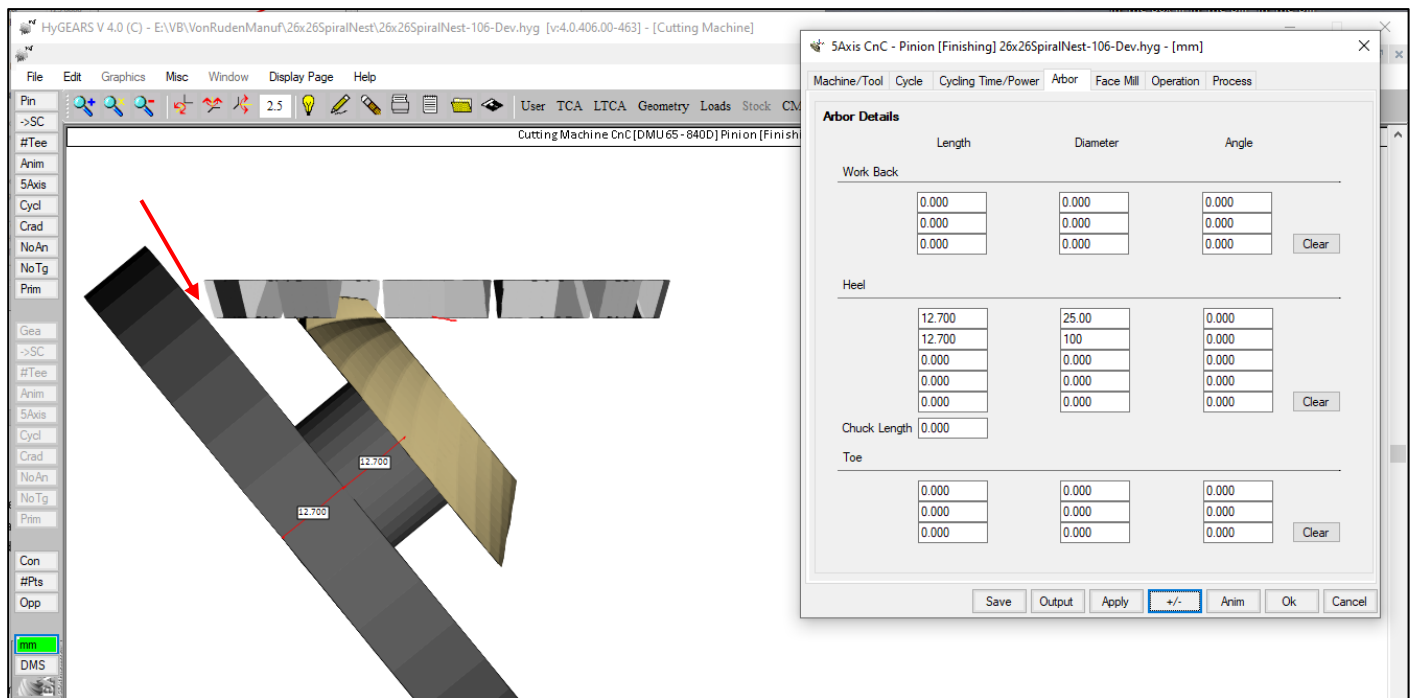 HyGEARS V 4.0 (C) - E:\VB\VonRudenManuf\26x26SpiralNest\26x26SpiralNest-106-Dev.hyg [v:4.0.406.00-463] - [Cutting Machine]
File Edit Graphics Misc Window Display Page Help
Pin
->SC
#Tee
Anim
5Axis
Cycl
Crad
NoAn
NoTg
Prim
Gea
->SC
#Tee
Anim
5Axis
Cycl
Crad
NoAn
NoTg
Prim
Con
#Pts
Opp
mm
DMS
2.5 User TCA LTCA Geometry Loads Stock CM
Cutting Machine CnC [DMU 65 - 840D] Pinion [Finish
12.700
12.700
5Axis CnC - Pinion [Finishing] 26x26SpiralNest-106-Dev.hyg - [mm]
Machine/Tool Cycle Cycling Time/Power Arbor Face Mill Operation Process
Arbor Details
Length Diameter Angle
Work Back
0.000 0.000 0.000
0.000 0.000 0.000
0.000 0.000 0.000 Clear
Heel
12.700 25.00 0.000
12.700 100 0.000
0.000 0.000 0.000
0.000 0.000 0.000
0.000 0.000 0.000 Clear
Chuck Length 0.000
Toe
0.000 0.000 0.000
0.000 0.000 0.000
0.000 0.000 0.000 Clear
Save Output Apply +/- Anim Ok Cancel